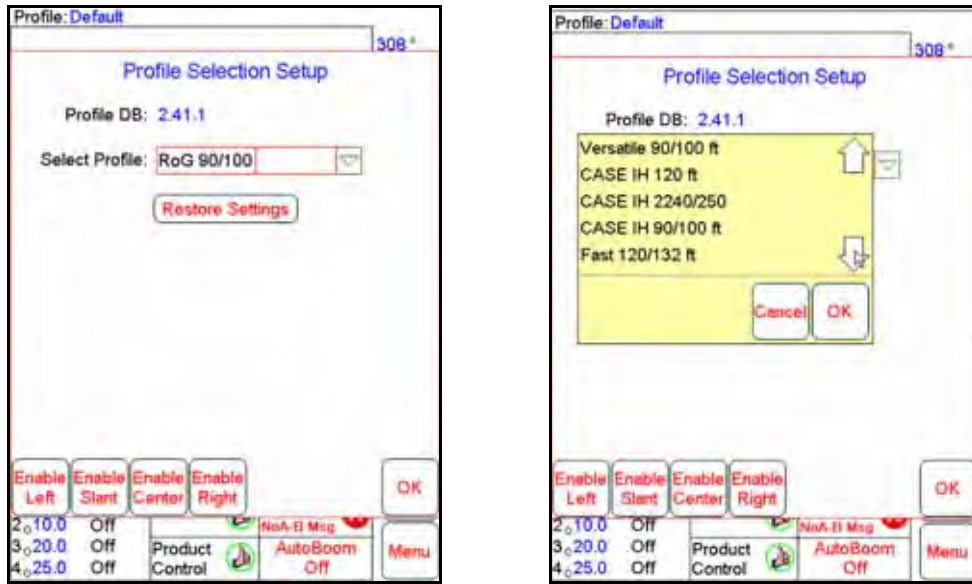 Profile: Default
308 °
Profile Selection Setup
Profile DB: 2.41.1
Select Profile: RoG 90/100
Restore Settings
Enable Left
Enable Slant
Enable Center
Enable Right
OK
2 10.0 Off
NoA-B Msg
3 20.0 Off
Product Control
AutoBoom Off
Menu
4 25.0 Off
Profile: Default
308 °
Profile Selection Setup
Profile DB: 2.41.1
Versatile 90/100 ft
CASE IH 120 ft
CASE IH 2240/250
CASE IH 90/100 ft
Fast 120/132 ft
Cancel
OK
Enable Left
Enable Slant
Enable Center
Enable Right
OK
2 10.0 Off
NoA-B Msg
3 20.0 Off
Product Control
AutoBoom Off
Menu
4 25.0 Off